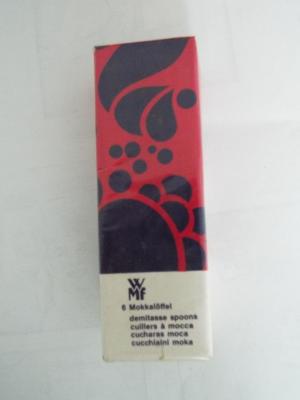 WMF
6 Mokkalöffel
demitasse spoons
cuillers à mocca
cucharas moca
cucchiaini moka